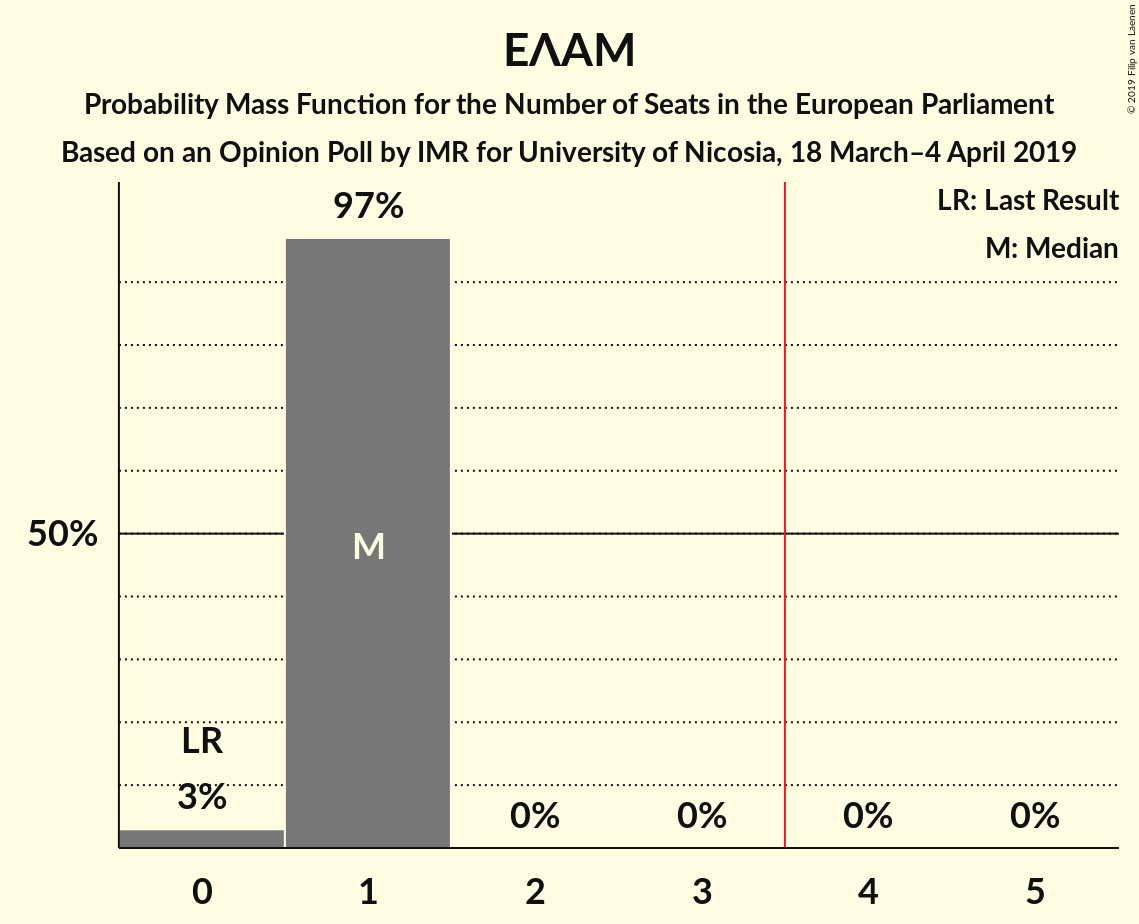 ΕΛΑΜ
Probability Mass Function for the Number of Seats in the European Parliament
Based on an Opinion Poll by IMR for University of Nicosia, 18 March–4 April 2019
© 2019 Filip van Laenen
LR: Last Result
M: Median
97%
50%
M
LR
3%
0%
0%
0%
0%
0
1
2
3
4
5